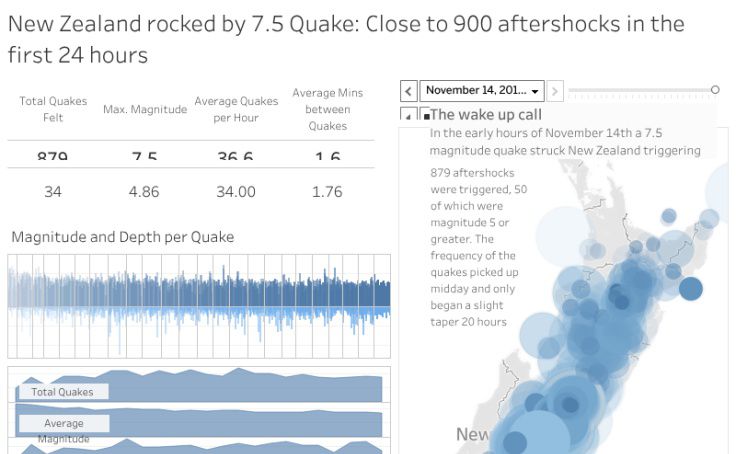 New Zealand rocked by 7.5 Quake: Close to 900 aftershocks in the
first 24 hours
Total Quakes
Felt
Max. Magnitude
Average Quakes
per Hour
Average Mins
between
Quakes
879 7.5 36.6 1.6
34 4.86 34.00 1.76
Magnitude and Depth per Quake
Total Quakes
Average
Magnitude
November 14, 201...
The wake up call
In the early hours of November 14th a 7.5
magnitude quake struck New Zealand triggering
879 aftershocks
were triggered, 50
of which were
magnitude 5 or
greater. The
frequency of the
quakes picked up
midday and only
began a slight
taper 20 hours
New